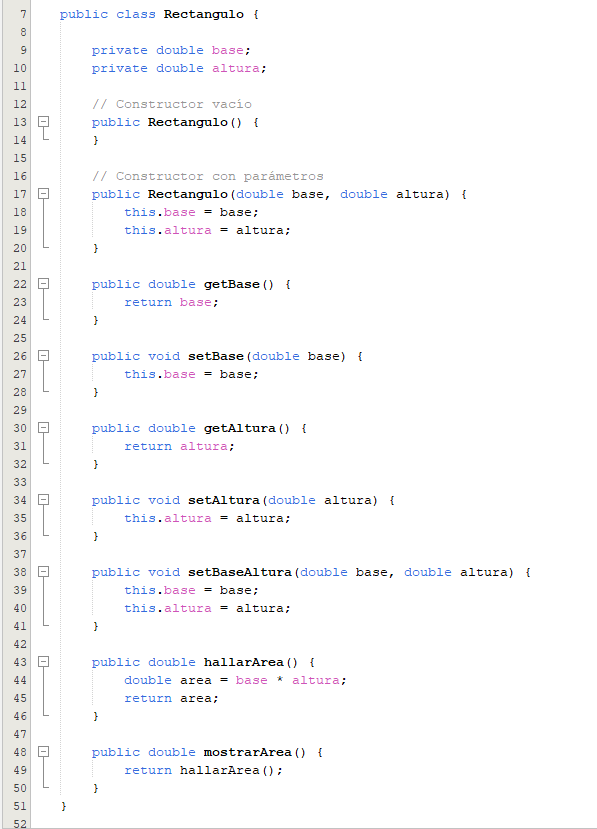 7 public class Rectangulo {
8
9 private double base;
10 private double altura;
11
12 // Constructor vacío
13 public Rectangulo() {
14 }
15
16 // Constructor con parámetros
17 public Rectangulo(double base, double altura) {
18 this.base = base;
19 this.altura = altura;
20 }
21
22 public double getBase() {
23 return base;
24 }
25
26 public void setBase(double base) {
27 this.base = base;
28 }
29
30 public double getAltura() {
31 return altura;
32 }
33
34 public void setAltura(double altura) {
35 this.altura = altura;
36 }
37
38 public void setBaseAltura(double base, double altura) {
39 this.base = base;
40 this.altura = altura;
41 }
42
43 public double hallarArea() {
44 double area = base * altura;
45 return area;
46 }
47
48 public double mostrarArea() {
49 return hallarArea();
50 }
51 }
52